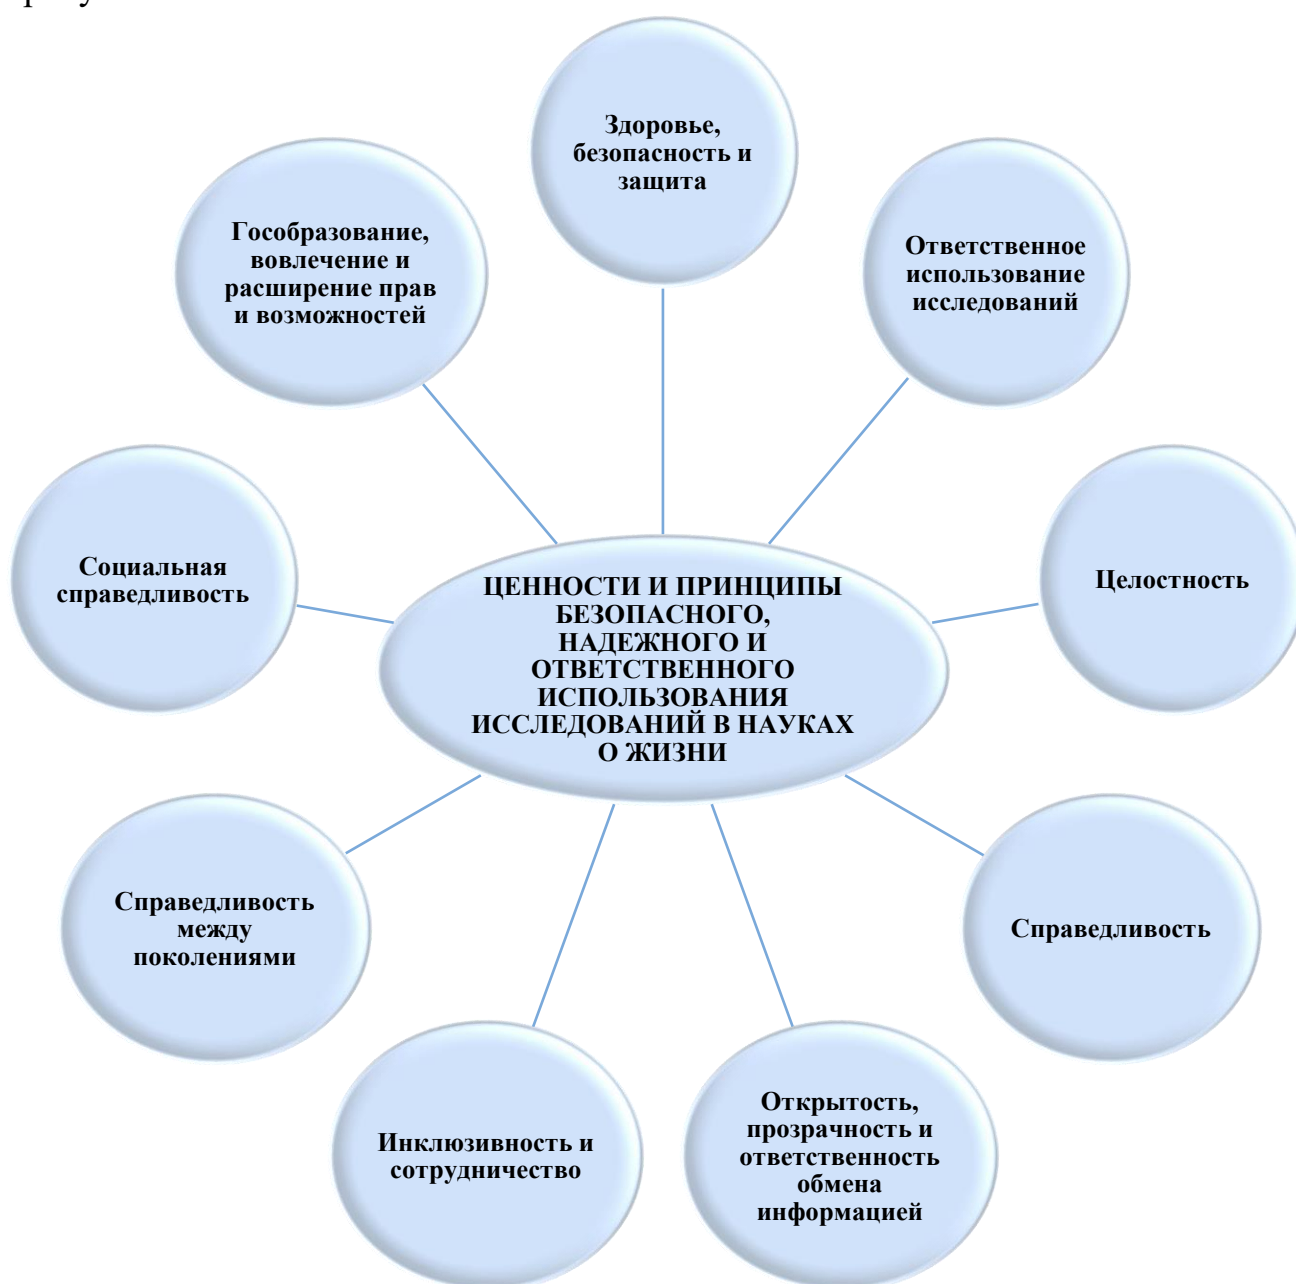 Здоровье,
безопасность и
защита
Ответственное
использование
исследований
Целостность
Справедливость
Открытость,
прозрачность и
ответственность
обмена
информацией
Инклюзивность и
сотрудничество
Справедливость
между
поколениями
Социальная
справедливость
Гособразование,
вовлечение и
расширение прав
и возможностей
ЦЕННОСТИ И ПРИНЦИПЫ
БЕЗОПАСНОГО,
НАДЕЖНОГО И
ОТВЕТСТВЕННОГО
ИСПОЛЬЗОВАНИЯ
ИССЛЕДОВАНИЙ В НАУКАХ
О ЖИЗНИ